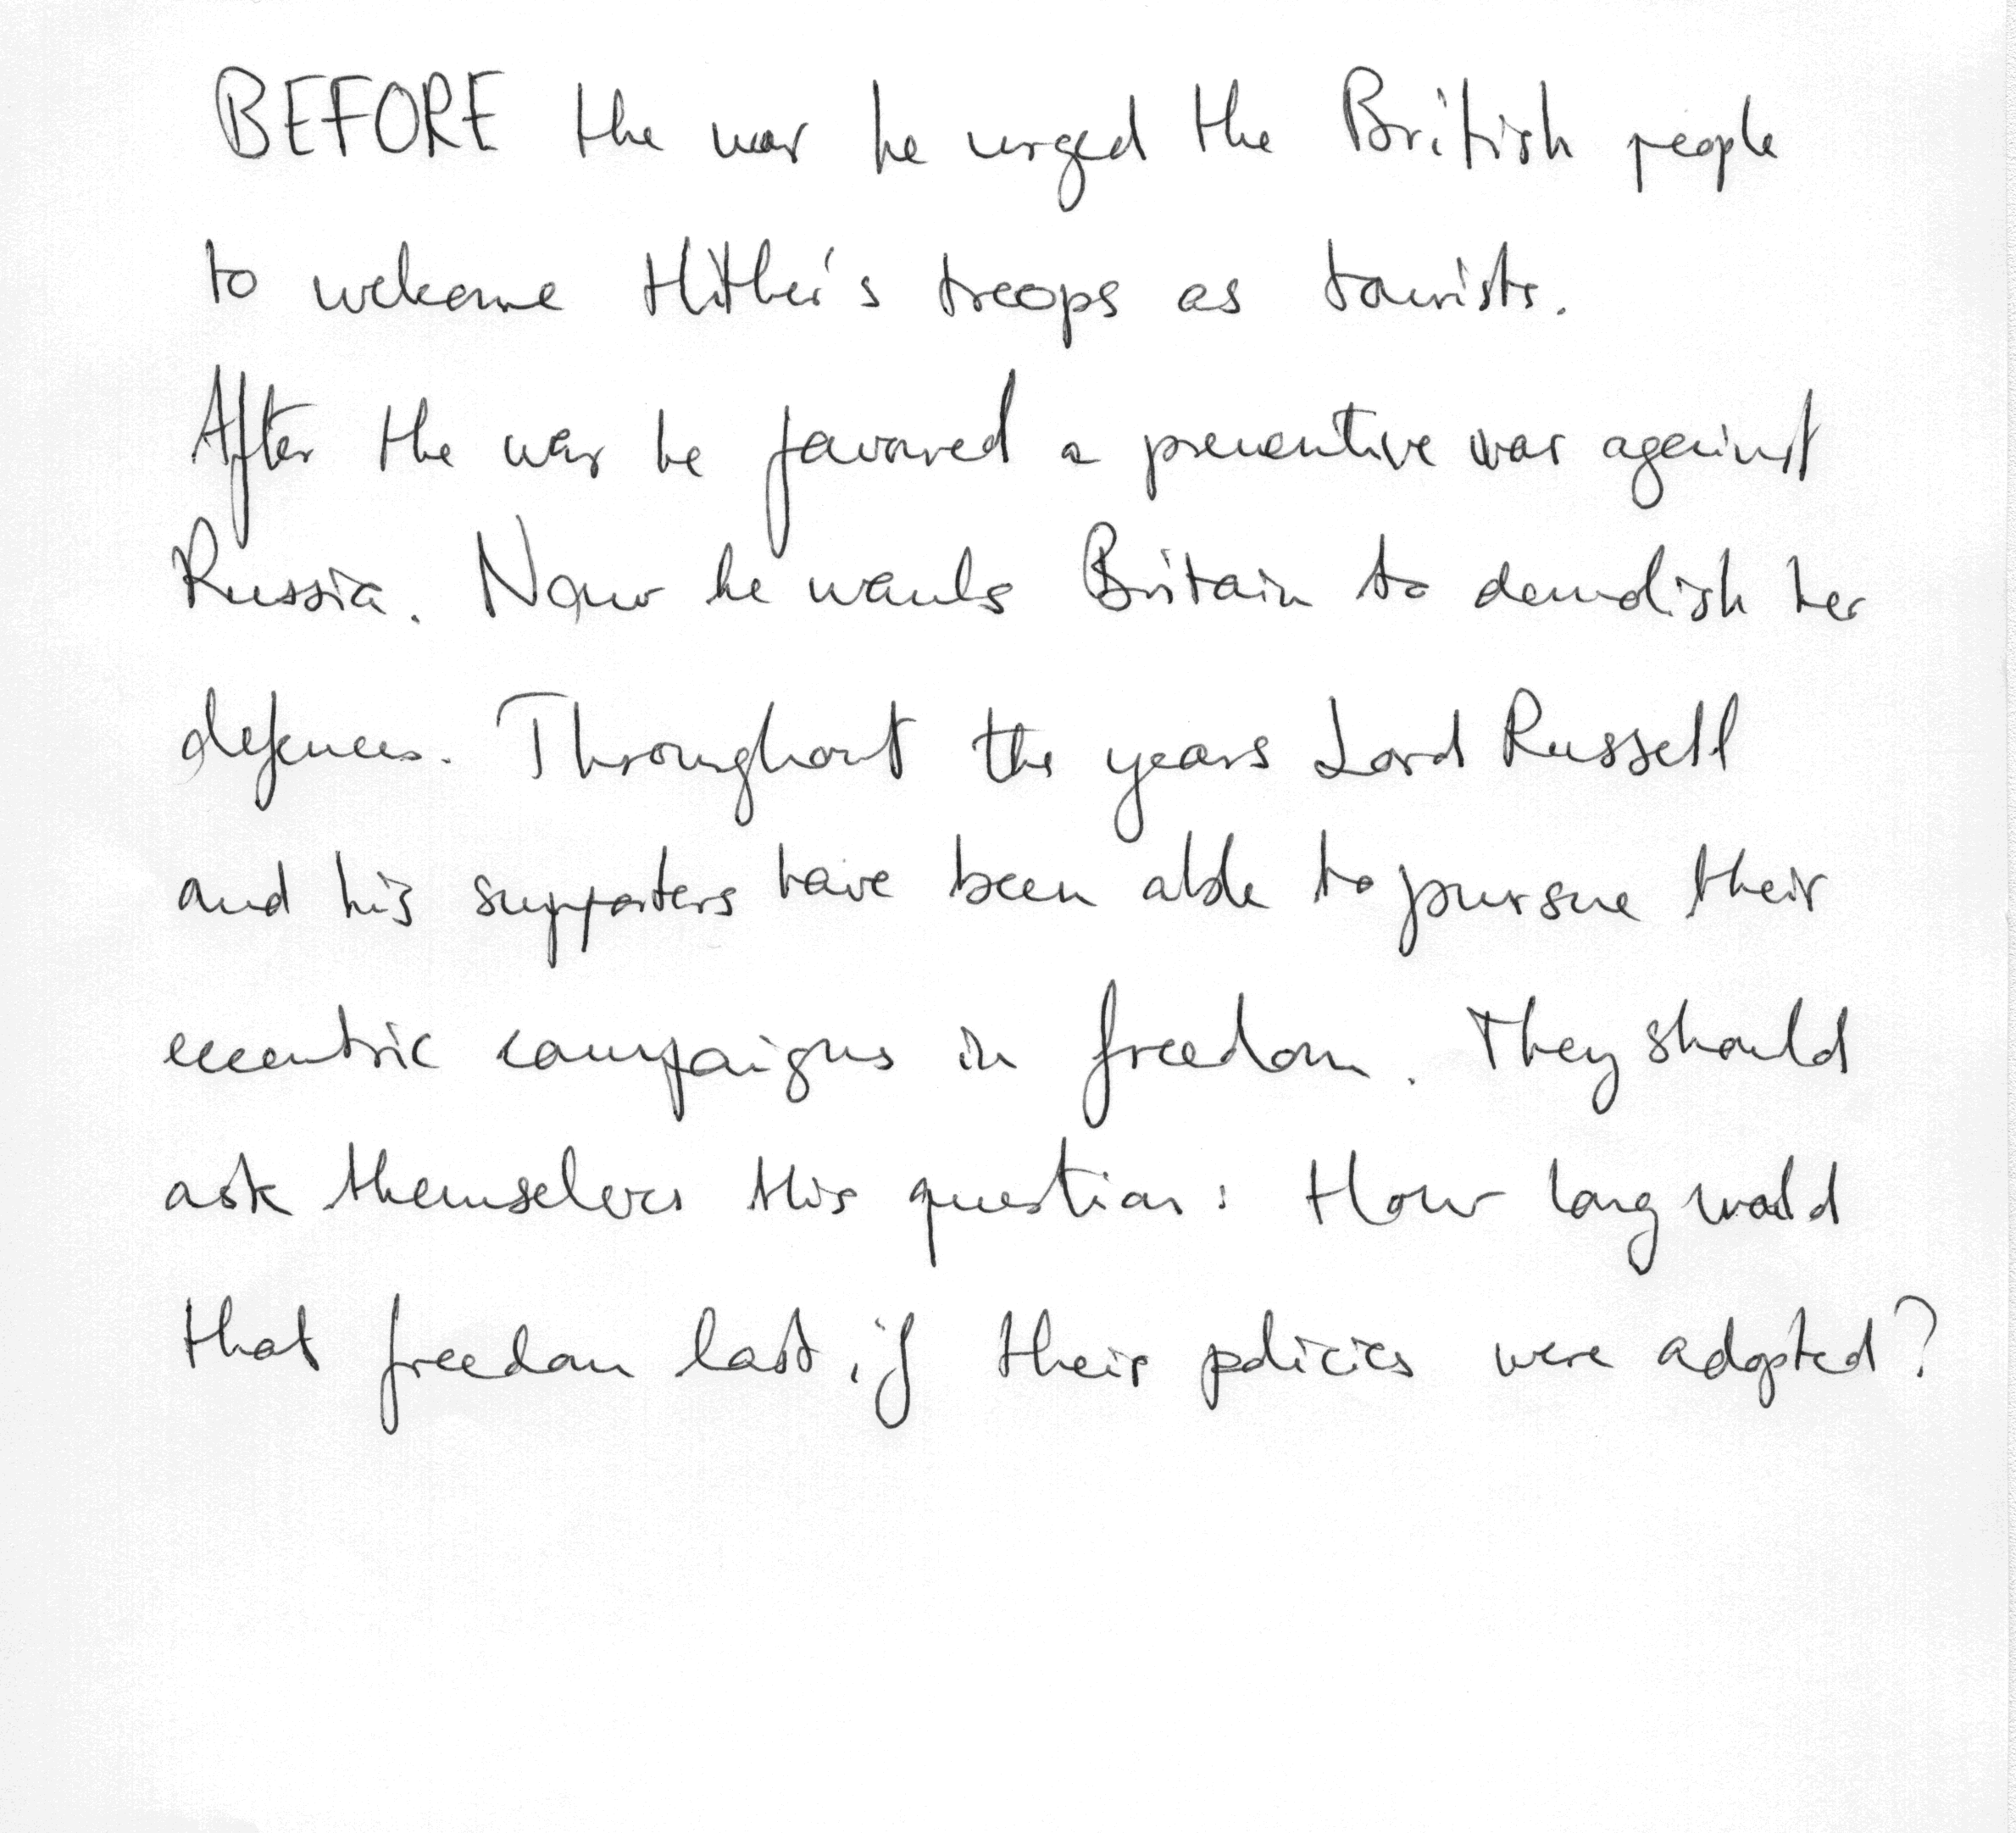 BEFORE the war he urged the British people
to welcome Hitler's troops as tourists.
After the war he favoured a preventive war against
Russia. Now he wants Britain to demolish her
defences. Throughout the years Lord Russell
and his supporters have been able to pursue their
eccentric campaigns in freedom. They should
ask themselves this question: How long would
that freedom last if their policies were adopted?